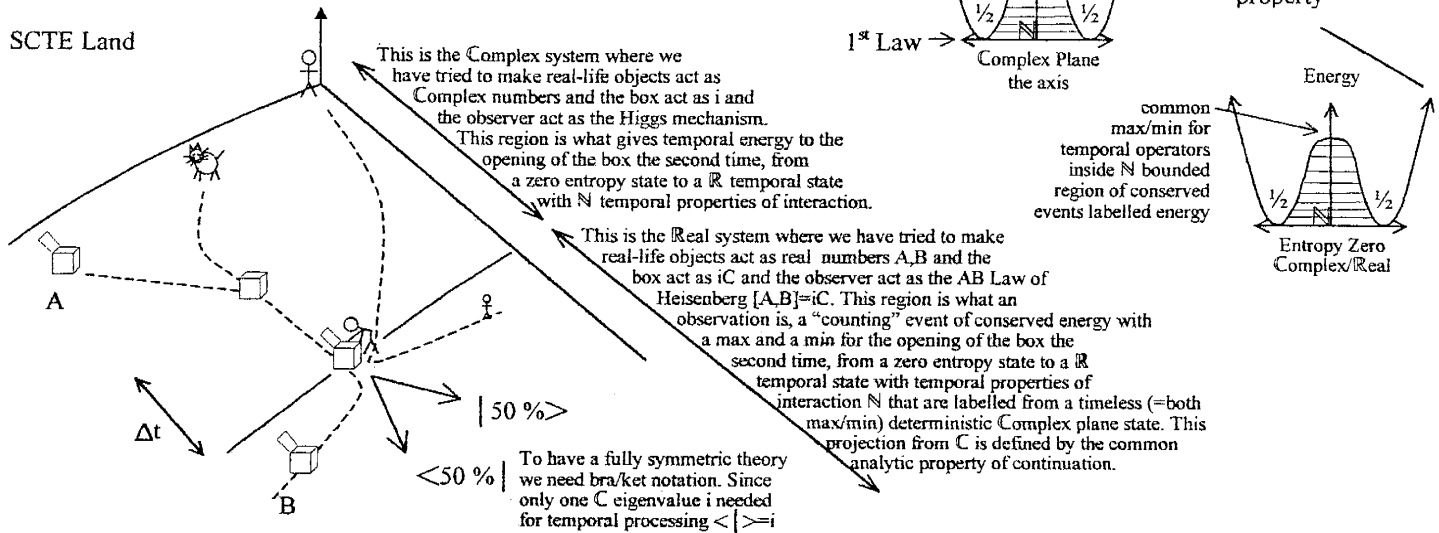 SCTE Land
This is the ℂomplex system where we
have tried to make real-life objects act as
ℂomplex numbers and the box act as i and
the observer act as the Higgs mechanism.
This region is what gives temporal energy to the
opening of the box the second time, from
a zero entropy state to a ℝ temporal state
with ℕ temporal properties of interaction.
This is the ℝeal system where we have tried to make
real-life objects act as real numbers A,B and the
box act as iC and the observer act as the AB Law of
Heisenberg [A,B]=iC. This region is what an
observation is, a “counting” event of conserved energy with
a max and a min for the opening of the box the
second time, from a zero entropy state to a ℝ
temporal state with temporal properties of
interaction ℕ that are labelled from a timeless (=both
max/min) deterministic ℂomplex plane state. This
projection from ℂ is defined by the common
analytic property of continuation.
A
Δt
B
| 50 %>
<50 % |
To have a fully symmetric theory
we need bra/ket notation. Since
only one ℂ eigenvalue i needed
for temporal processing < | >=i
½ ½
ℕ
1st Law
Complex Plane
the axis
property
Energy
common
max/min for
temporal operators
inside ℕ bounded
region of conserved
events labelled energy
½ ½
ℕ
Entropy Zero
ℂomplex/ℝeal